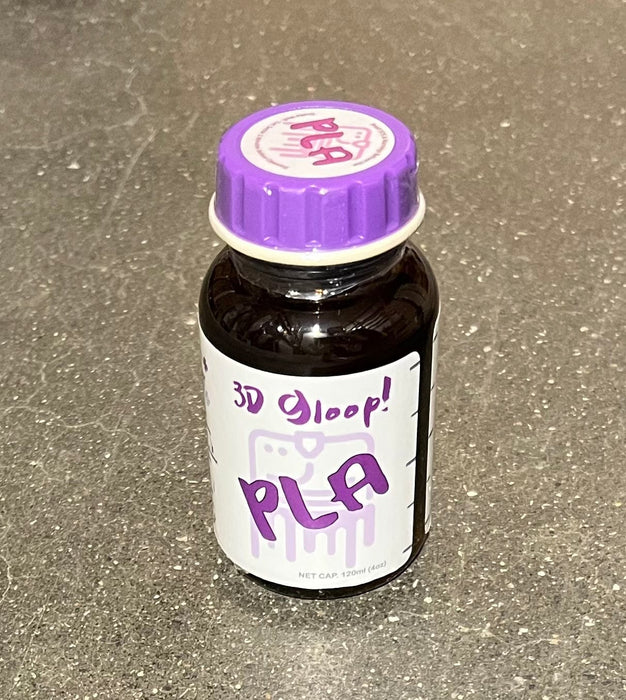 PLA
3D Gloop!
PLA
NET CAP. 120ml (4oz)